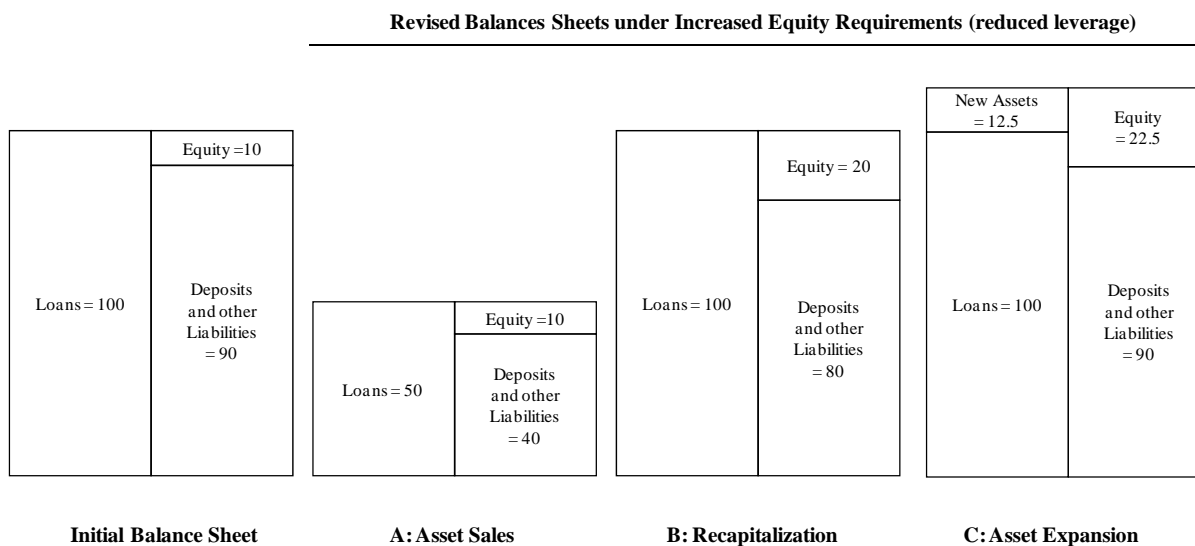 Revised Balances Sheets under Increased Equity Requirements (reduced leverage)
Loans = 100
Equity =10
Deposits
and other
Liabilities
= 90
Initial Balance Sheet
Loans = 50
Equity =10
Deposits
and other
Liabilities
= 40
A: Asset Sales
Loans = 100
Equity = 20
Deposits
and other
Liabilities
= 80
B: Recapitalization
New Assets
= 12.5
Loans = 100
Equity
= 22.5
Deposits
and other
Liabilities
= 90
C: Asset Expansion